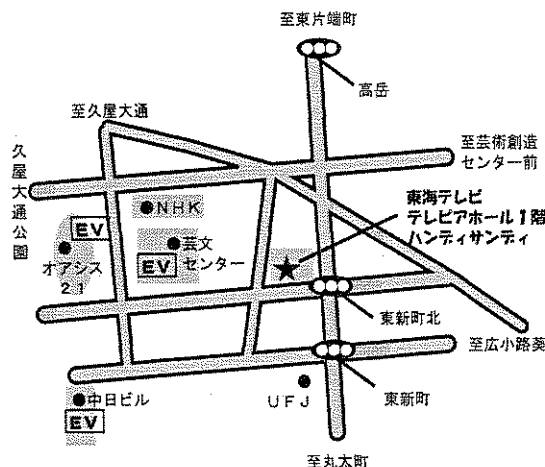 至東片端町
高岳
至久屋大通
久屋大通公園
至芸術創造
センター前
NHK
東海テレビ
テレピアホール1階
ハンディサンディ
EV
芸文
センター
EV
オアシス
21
東新町北
至広小路葵
中日ビル
UFJ
東新町
EV
至丸太町